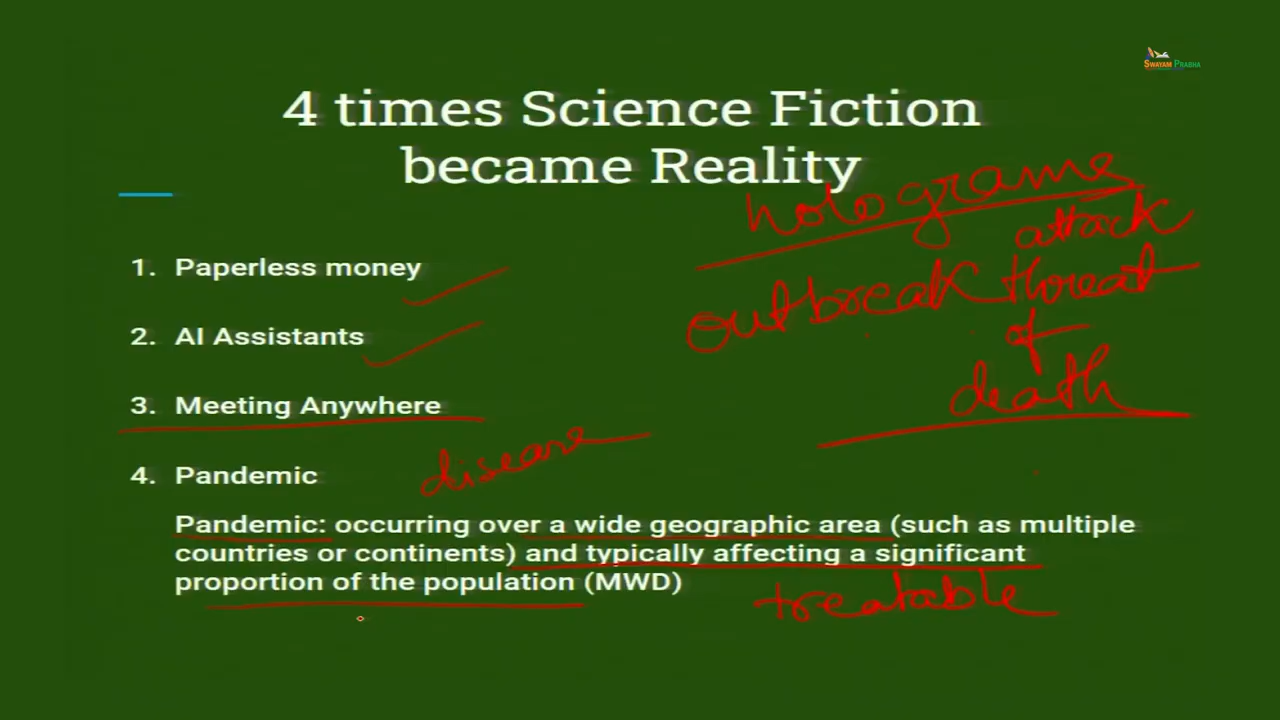 SWAYAM PRABHA
4 times Science Fiction
became Reality
holograme
attack
outbreak threat
of
death
1. Paperless money
2. AI Assistants
3. Meeting Anywhere
4. Pandemic
disease
Pandemic: occurring over a wide geographic area (such as multiple
countries or continents) and typically affecting a significant
proportion of the population (MWD)
treatable